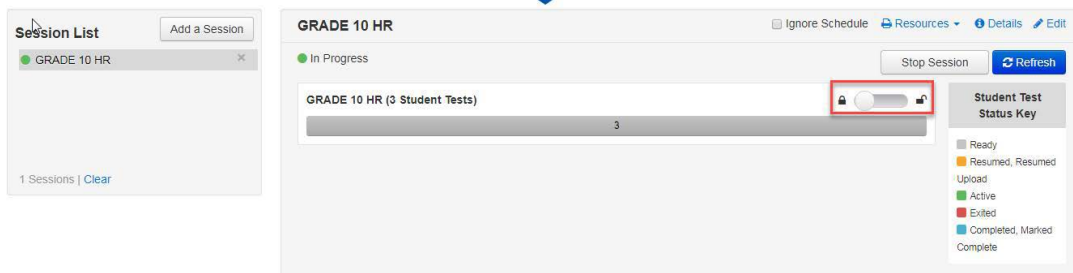 Session List
Add a Session
GRADE 10 HR
1 Sessions | Clear
GRADE 10 HR
Ignore Schedule
Resources
Details
Edit
In Progress
Stop Session
Refresh
GRADE 10 HR (3 Student Tests)
3
Student Test
Status Key
Ready
Resumed, Resumed
Upload
Active
Exited
Completed, Marked
Complete